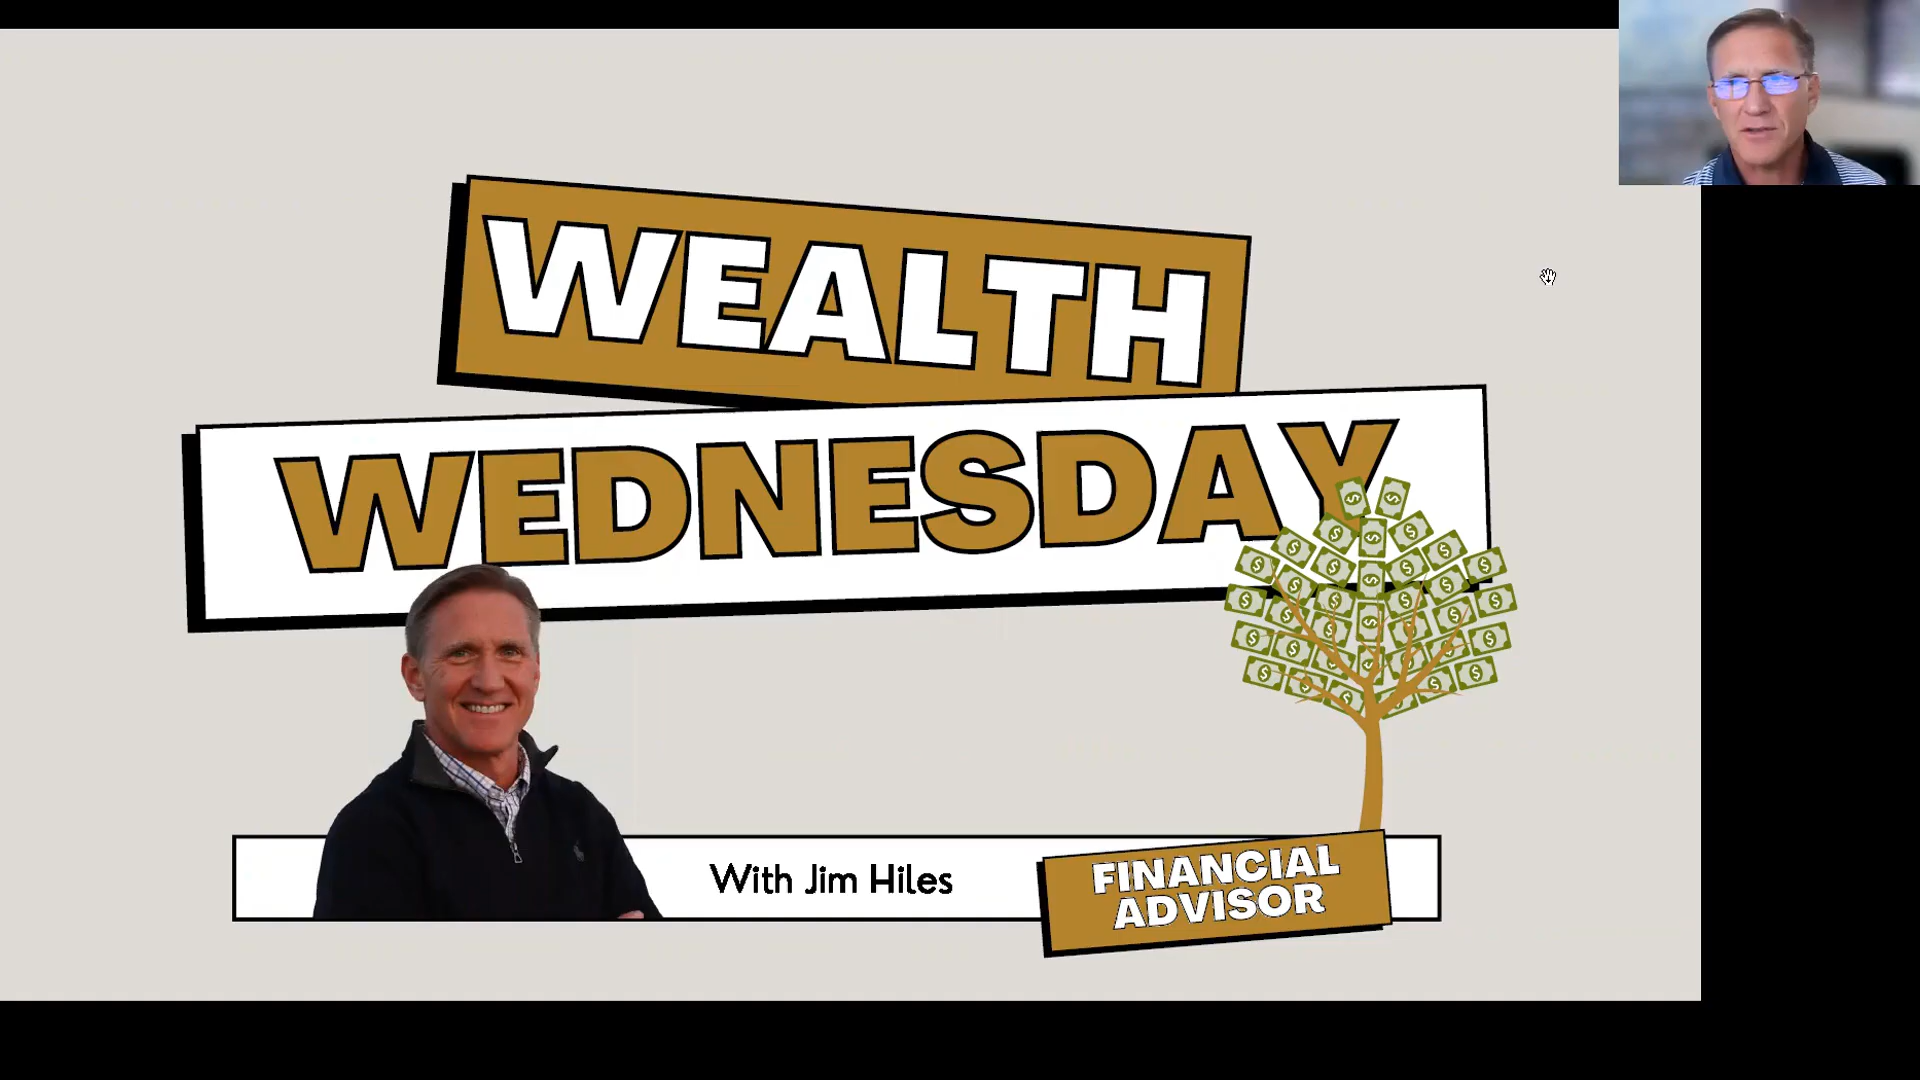 WEALTH
WEDNESDAY
With Jim Hiles
FINANCIAL
ADVISOR